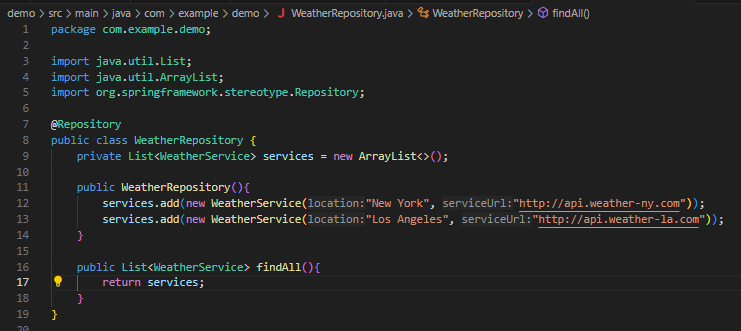 demo > src > main > java > com > example > demo > J WeatherRepository.java > WeatherRepository > findAll()
1 package com.example.demo;
2
3 import java.util.List;
4 import java.util.ArrayList;
5 import org.springframework.stereotype.Repository;
6
7 @Repository
8 public class WeatherRepository {
9 private List<WeatherService> services = new ArrayList<>();
10
11 public WeatherRepository(){
12 services.add(new WeatherService(location:"New York", serviceUrl:"http://api.weather-ny.com"));
13 services.add(new WeatherService(location:"Los Angeles", serviceUrl:"http://api.weather-la.com"));
14 }
15
16 public List<WeatherService> findAll(){
17 return services;
18 }
19 }
20